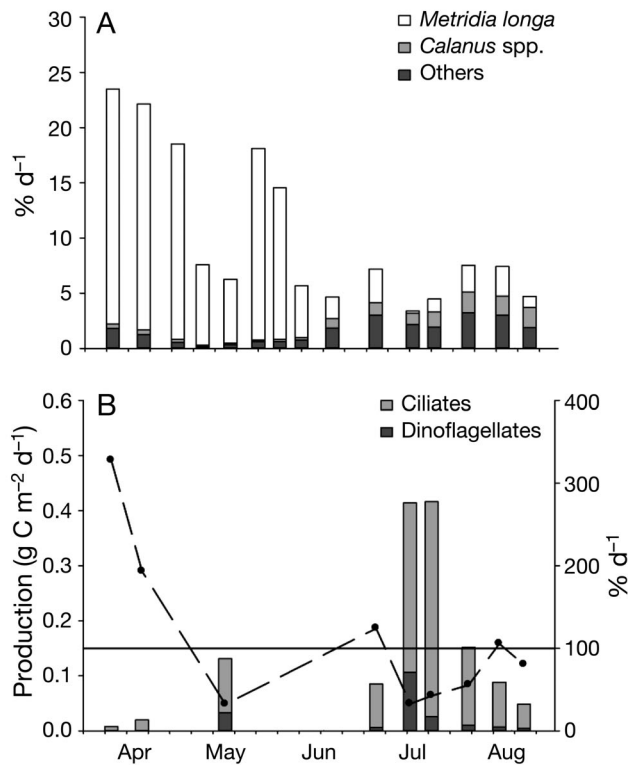 A
Metridia longa
Calanus spp.
Others
30
25
20
15
10
5
0
% d⁻¹
B
Ciliates
Dinoflagellates
0.6
0.5
0.4
0.3
0.2
0.1
0.0
Production (g C m⁻² d⁻¹)
400
300
200
100
0
% d⁻¹
Apr May Jun Jul Aug